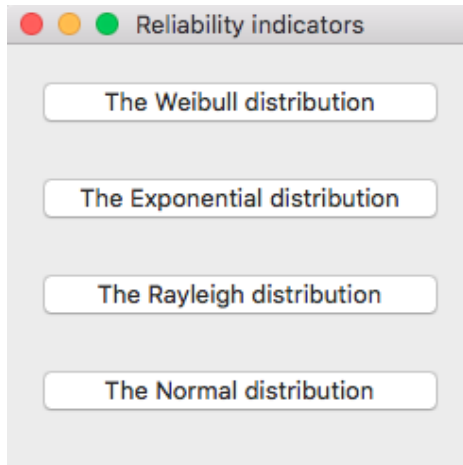 Reliability indicators
The Weibull distribution
The Exponential distribution
The Rayleigh distribution
The Normal distribution